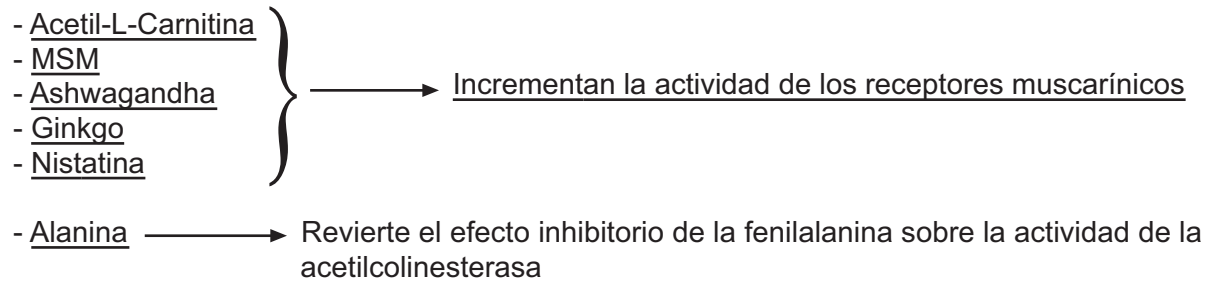 - Acetil-L-Carnitina
- MSM
- Ashwagandha
- Ginkgo
- Nistatina
Incrementan la actividad de los receptores muscarínicos
- Alanina
Revierte el efecto inhibitorio de la fenilalanina sobre la actividad de la
acetilcolinesterasa